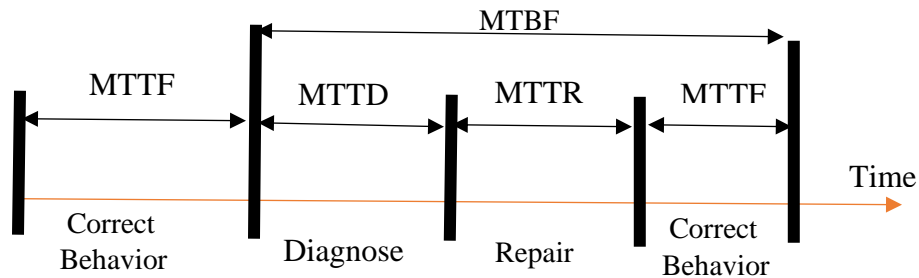 MTBF
MTTF
MTTD
MTTR
MTTF
Time
Correct
Behavior
Diagnose
Repair
Correct
Behavior